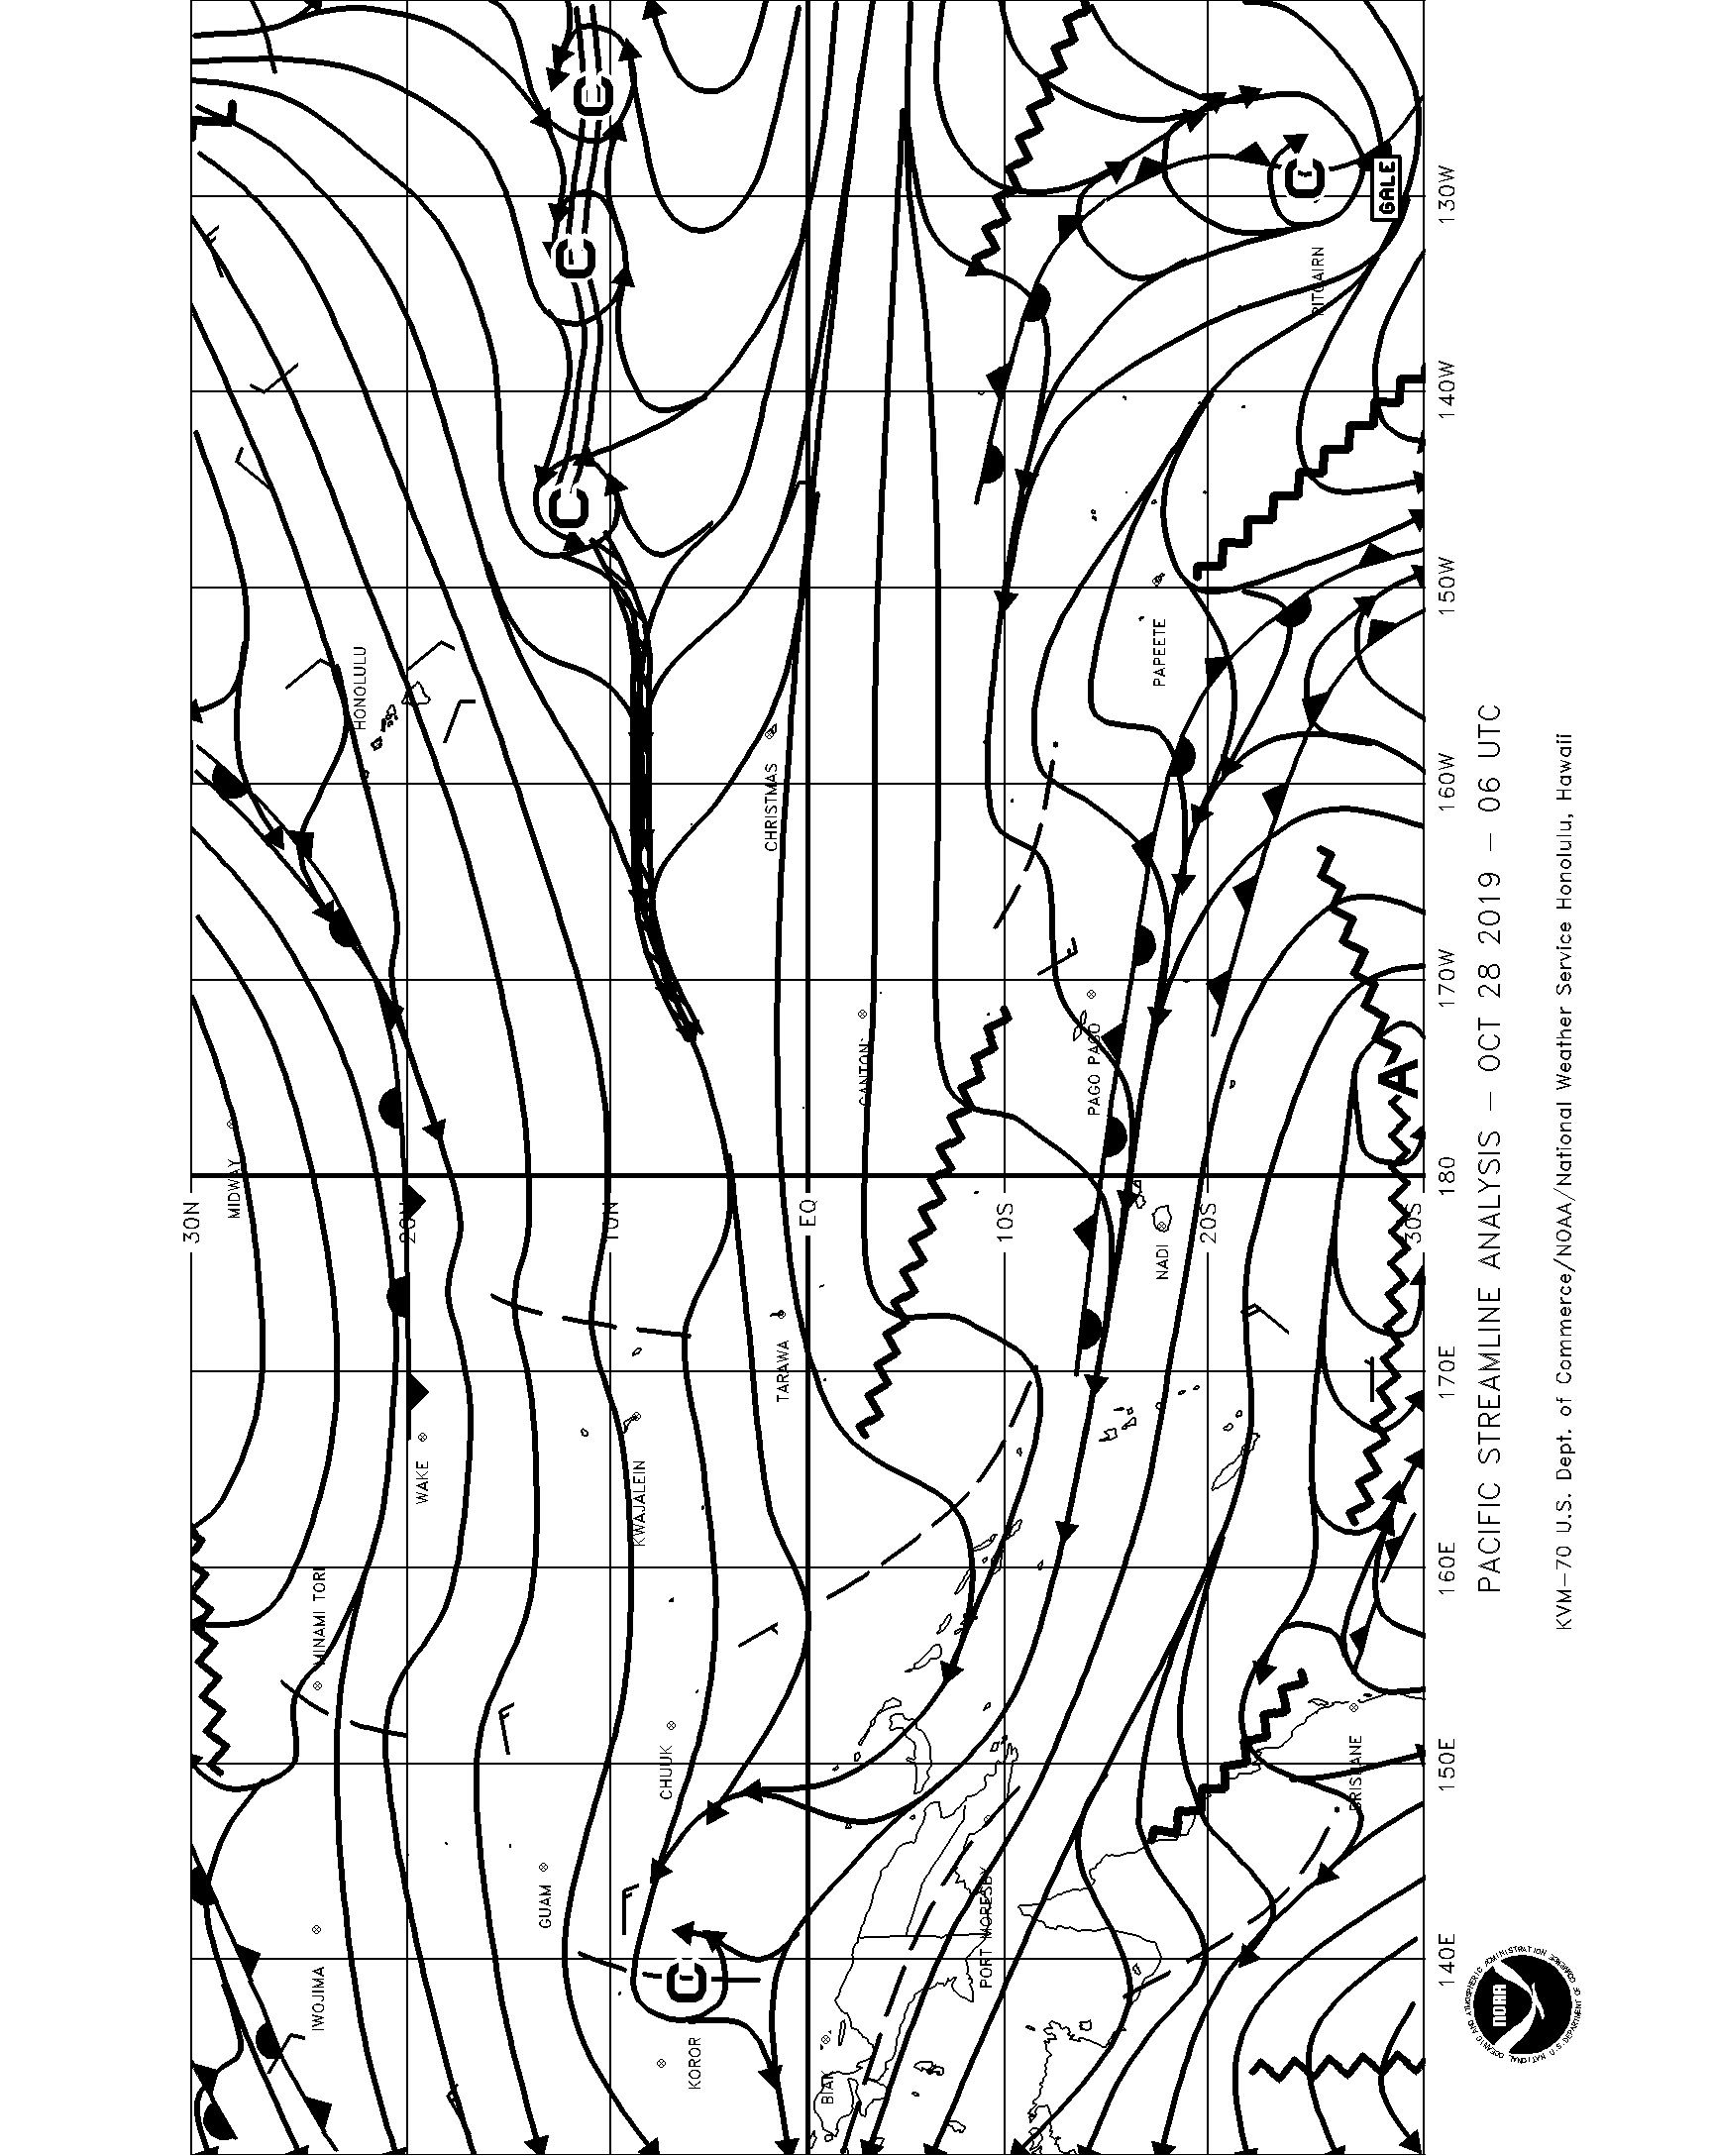 30N
MIDWAY
IWOJIMA
MINAMI TORI
HONOLULU
20N
WAKE
GUAM
C
C
C
10N
KWAJALEIN
CHUUK
C
KOROR
CHRISTMAS
TARAWA
EQ
BIAK
CANTON
PORT MORESBY
10S
PAGO PAGO
PAPEETE
NADI
20S
C
PITCAIRN
BRISBANE
GALE
A
30S
140E 150E 160E 170E 180 170W 160W 150W 140W 130W
PACIFIC STREAMLINE ANALYSIS – OCT 28 2019 – 06 UTC
KVM–70 U.S. Dept. of Commerce/NOAA/National Weather Service Honolulu, Hawaii
NATIONAL OCEANIC AND ATMOSPHERIC ADMINISTRATION
NOAA
U.S. DEPARTMENT OF COMMERCE